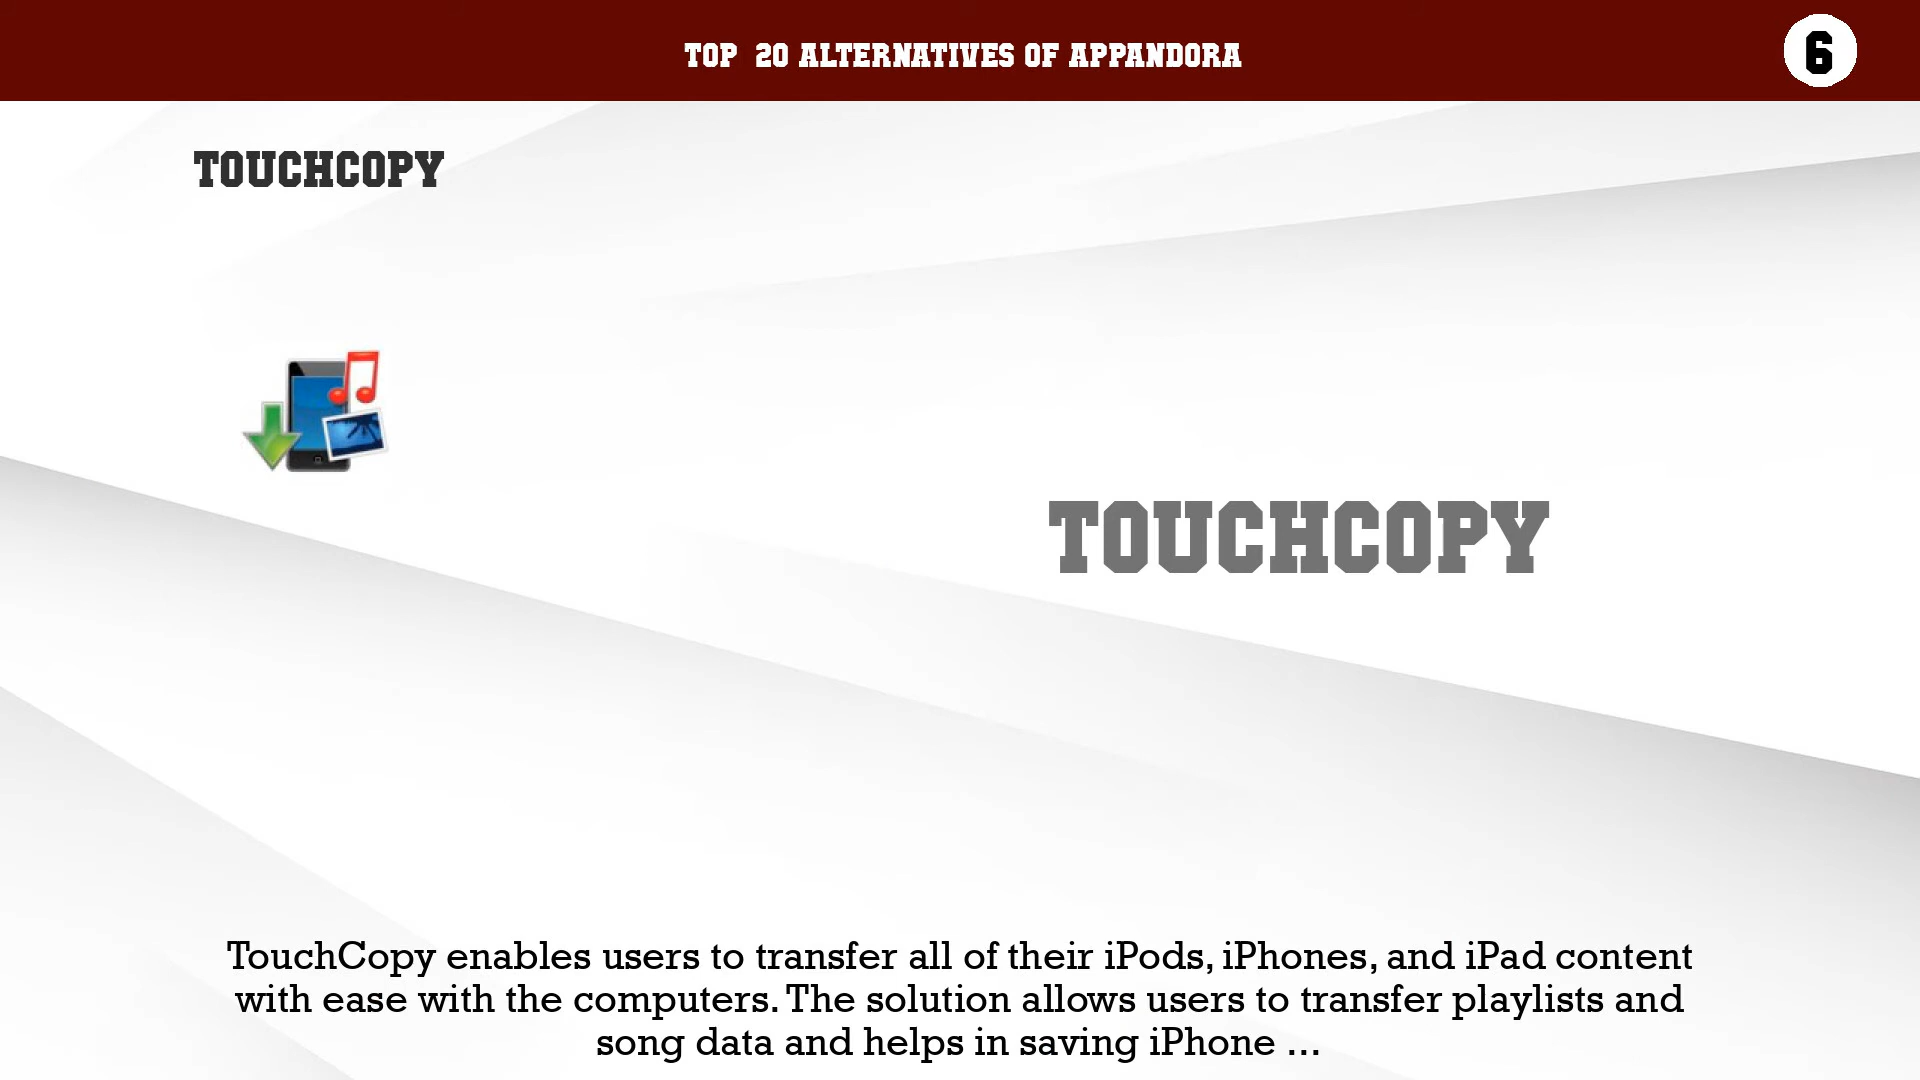 TOP 20 ALTERNATIVES OF APPANDORA
6
TOUCHCOPY
TOUCHCOPY
TouchCopy enables users to transfer all of their iPods, iPhones, and iPad content
with ease with the computers. The solution allows users to transfer playlists and
song data and helps in saving iPhone ...